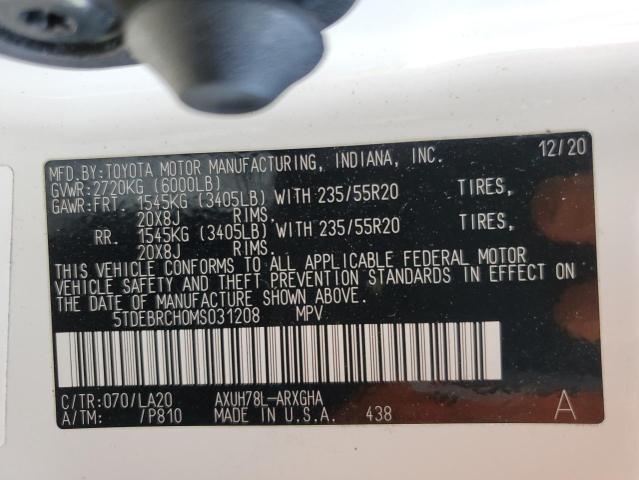 MFD.BY:TOYOTA MOTOR MANUFACTURING, INDIANA, INC. 12/20
GVWR:2720KG (6000LB)
GAWR:FRT. 1545KG (3405LB) WITH 235/55R20 TIRES,
20X8J RIMS.
RR. 1545KG (3405LB) WITH 235/55R20 TIRES,
20X8J RIMS.
THIS VEHICLE CONFORMS TO ALL APPLICABLE FEDERAL MOTOR
VEHICLE SAFETY AND THEFT PREVENTION STANDARDS IN EFFECT ON
THE DATE OF MANUFACTURE SHOWN ABOVE.
5TDEBRCH0MS031208 MPV
C/TR:070/LA20 AXUH78L-ARXGHA
A/TM: /P810 MADE IN U.S.A. 438 A